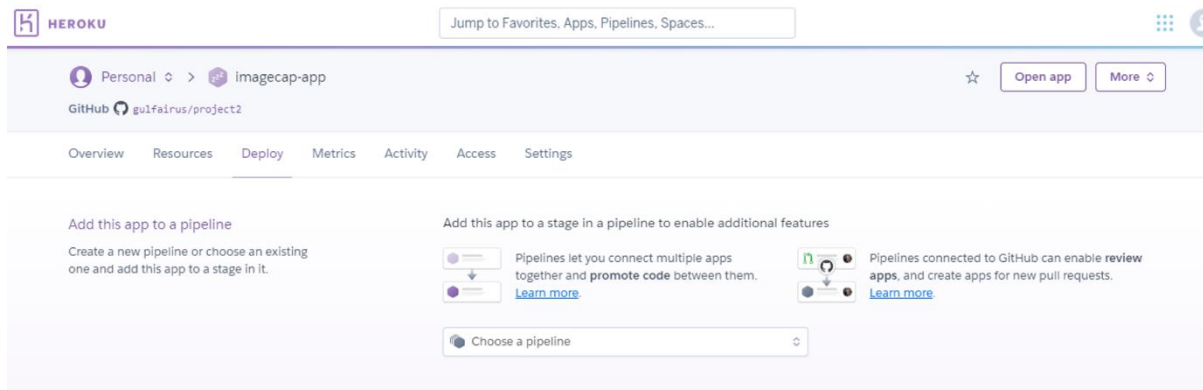 HEROKU
Jump to Favorites, Apps, Pipelines, Spaces...
Personal > imagecap-app
Open app
More
GitHub gulfairus/project2
Overview Resources Deploy Metrics Activity Access Settings
Add this app to a pipeline
Create a new pipeline or choose an existing
one and add this app to a stage in it.
Add this app to a stage in a pipeline to enable additional features
Pipelines let you connect multiple apps
together and promote code between them.
Learn more.
Pipelines connected to GitHub can enable review
apps, and create apps for new pull requests.
Learn more.
Choose a pipeline